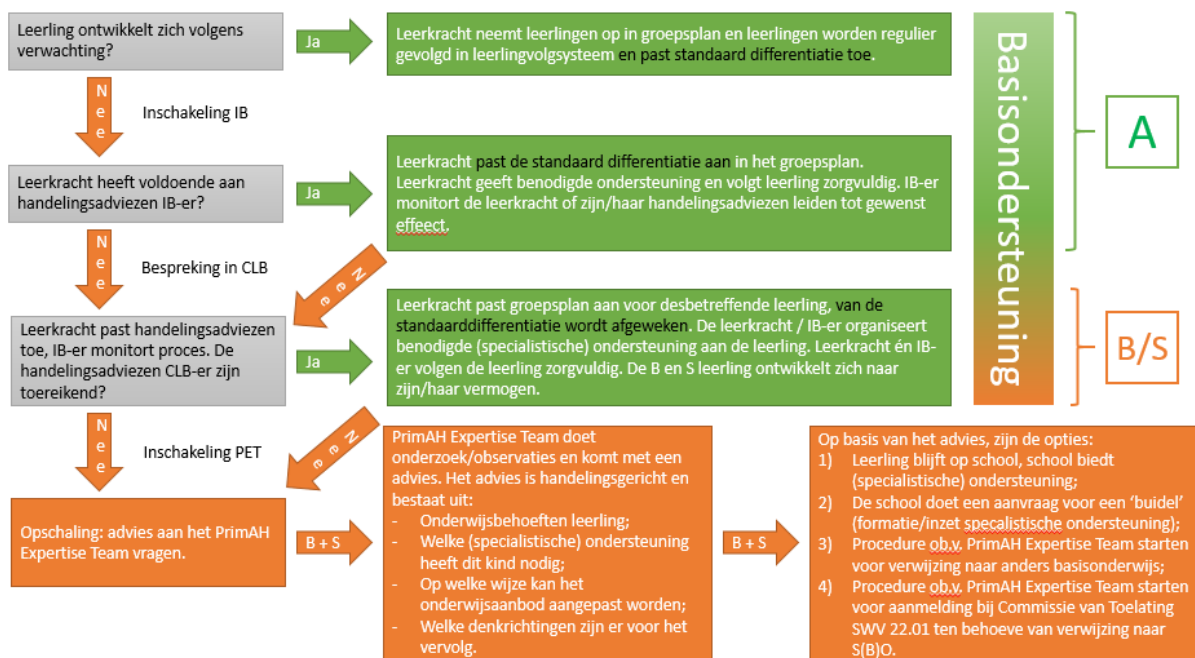 Leerling ontwikkelt zich volgens
verwachting?
Ja
Leerkracht neemt leerlingen op in groepsplan en leerlingen worden regulier
gevolgd in leerlingvolgsysteem en past standaard differentiatie toe.
Nee
Inschakeling IB
Leerkracht heeft voldoende aan
handelingsadviezen IB-er?
Ja
Leerkracht past de standaard differentiatie aan in het groepsplan.
Leerkracht geeft benodigde ondersteuning en volgt leerling zorgvuldig. IB-er
monitort de leerkracht of zijn/haar handelingsadviezen leiden tot gewenst
effeect.
Nee
Bespreking in CLB
Nee
Leerkracht past handelingsadviezen
toe, IB-er monitort proces. De
handelingsadviezen CLB-er zijn
toereikend?
Ja
Leerkracht past groepsplan aan voor desbetreffende leerling, van de
standaarddifferentiatie wordt afgeweken. De leerkracht / IB-er organiseert
benodigde (specialistische) ondersteuning aan de leerling. Leerkracht én IB-
er volgen de leerling zorgvuldig. De B en S leerling ontwikkelt zich naar
zijn/haar vermogen.
Basisondersteuning
A
B/S
Nee
Inschakeling PET
Nee
Opschaling: advies aan het PrimAH
Expertise Team vragen.
B + S
PrimAH Expertise Team doet
onderzoek/observaties en komt met een
advies. Het advies is handelingsgericht en
bestaat uit:
- Onderwijsbehoeften leerling;
- Welke (specialistische) ondersteuning
heeft dit kind nodig;
- Op welke wijze kan het
onderwijsaanbod aangepast worden;
- Welke denkrichtingen zijn er voor het
vervolg.
B + S
Op basis van het advies, zijn de opties:
1) Leerling blijft op school, school biedt
(specialistische) ondersteuning;
2) De school doet een aanvraag voor een ‘buidel’
(formatie/inzet specalistische ondersteuning);
3) Procedure ob.v. PrimAH Expertise Team starten
voor verwijzing naar anders basisonderwijs;
4) Procedure ob.v. PrimAH Expertise Team starten
voor aanmelding bij Commissie van Toelating
SWV 22.01 ten behoeve van verwijzing naar
S(B)O.